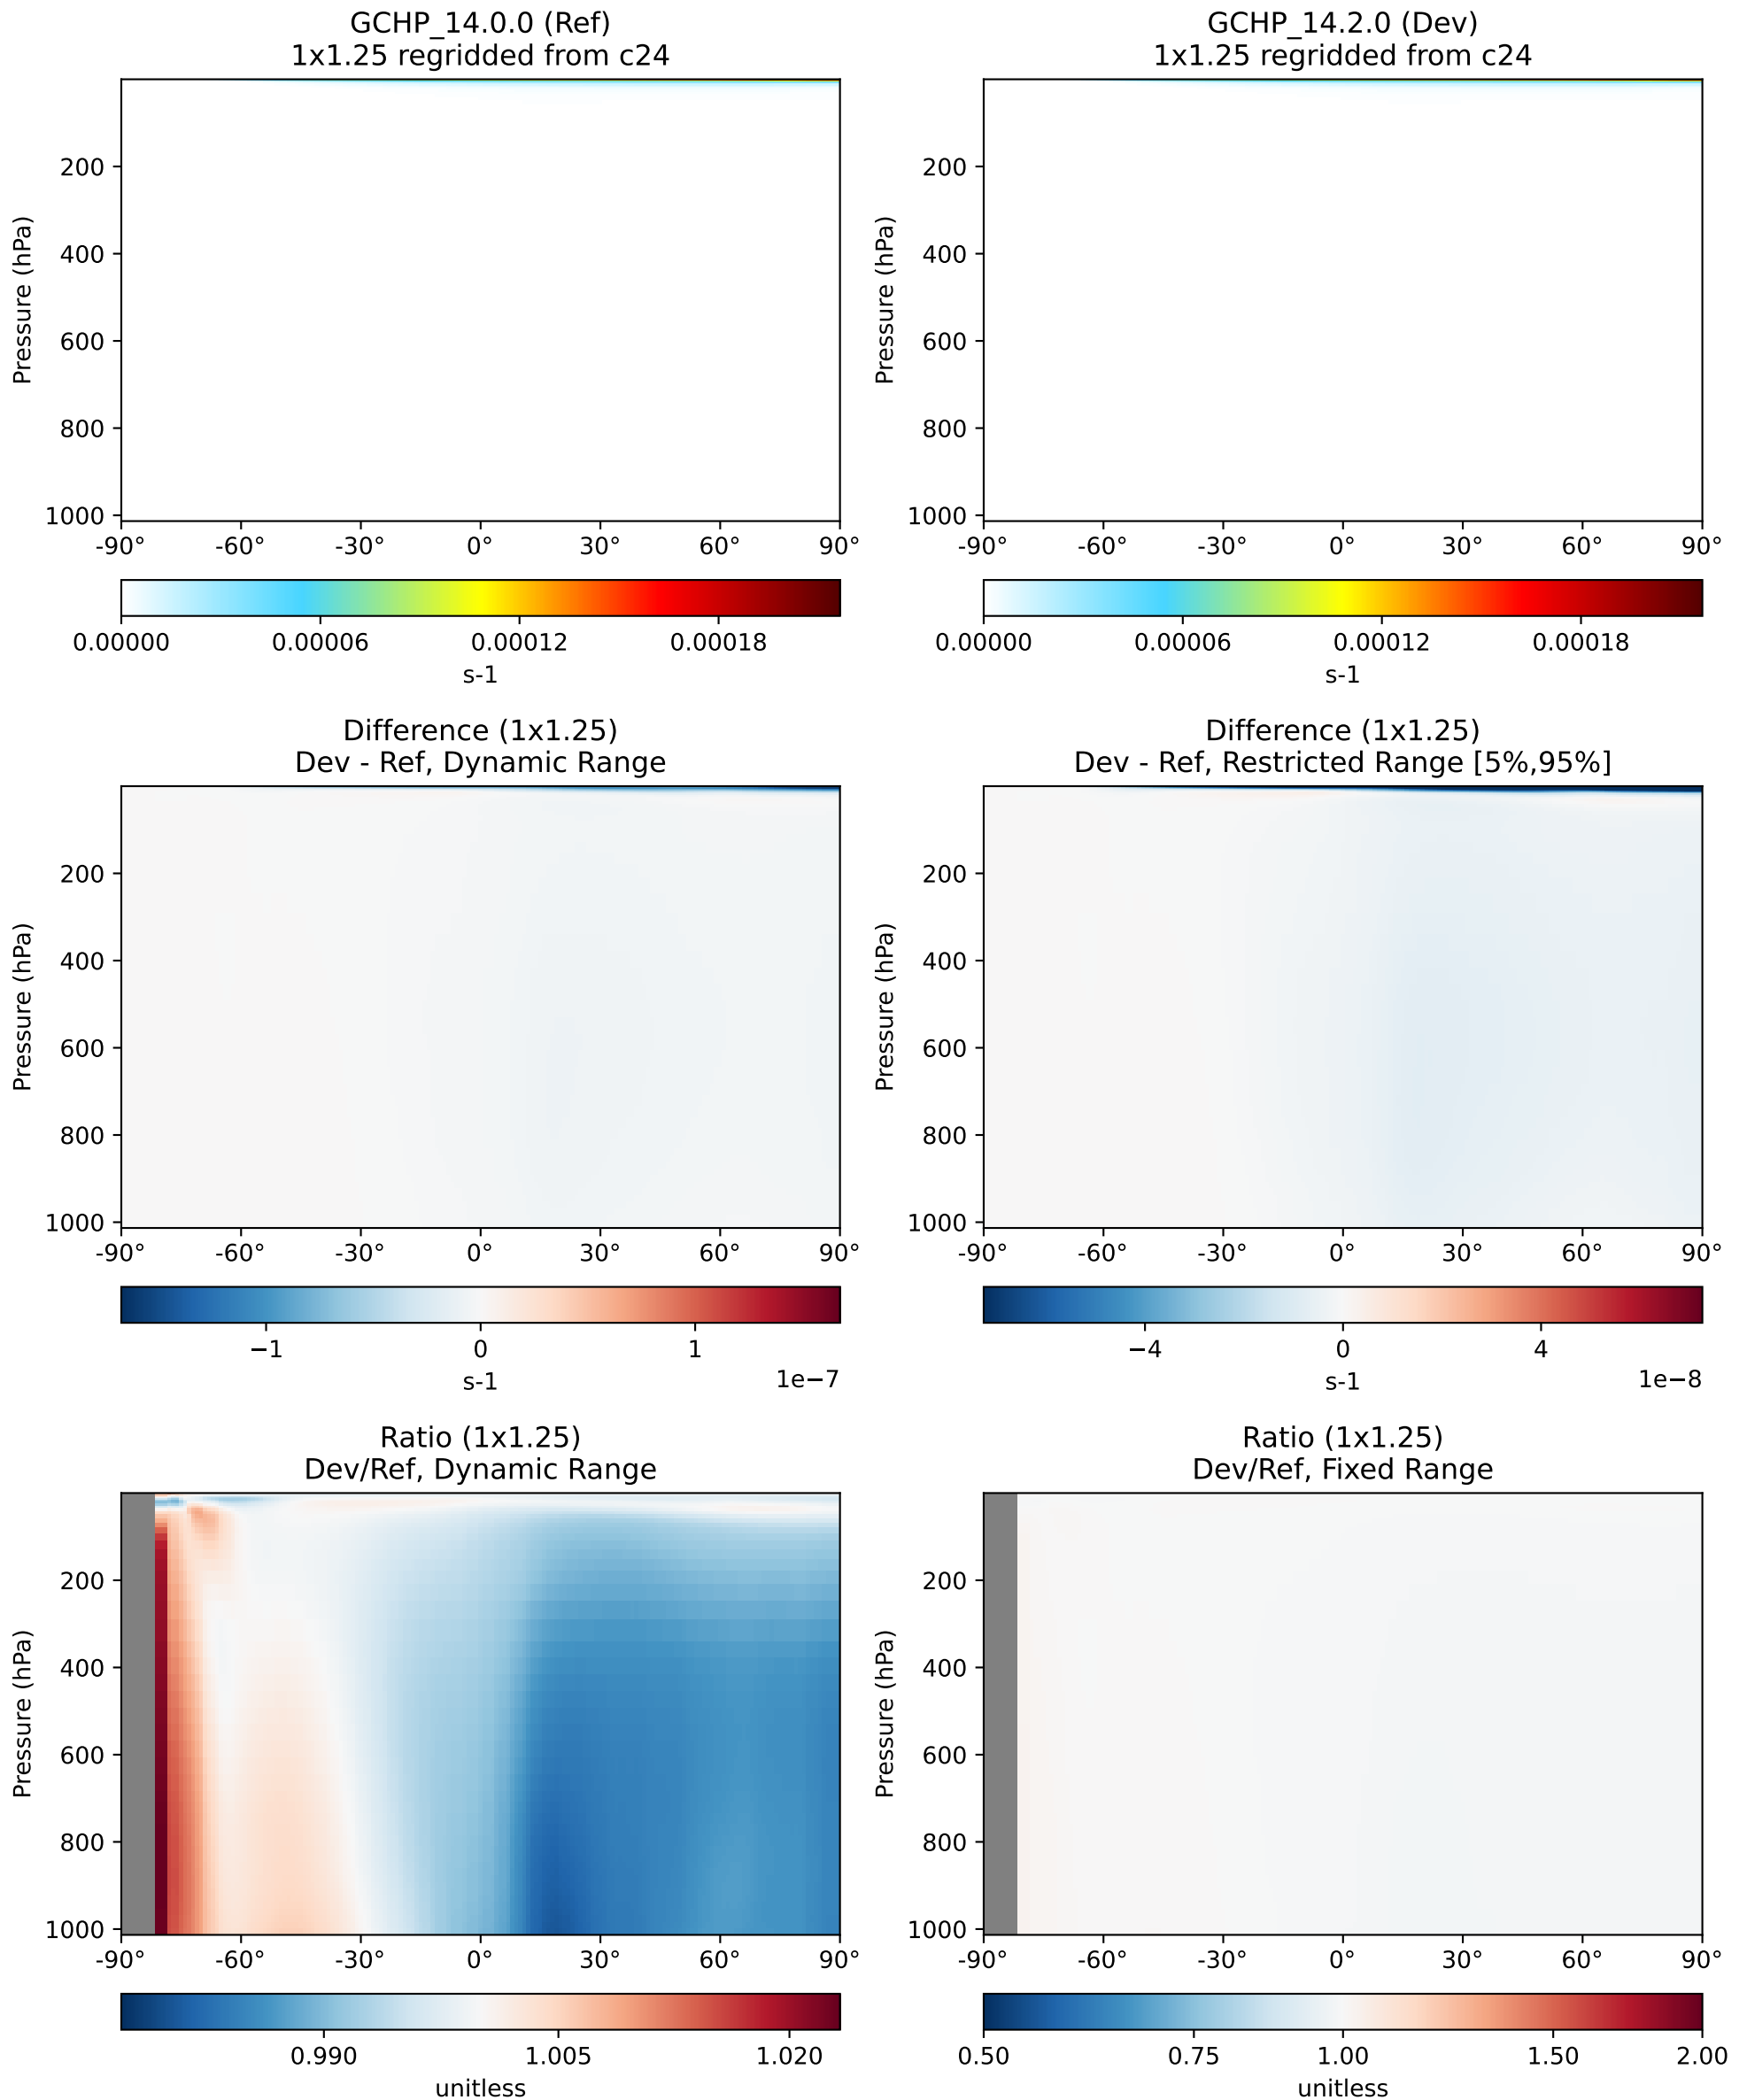 GCHP_14.0.0 (Ref)
1x1.25 regridded from c24
Pressure (hPa)
200
400
600
800
1000
-90° -60° -30° 0° 30° 60° 90°
0.00000 0.00006 0.00012 0.00018
s-1
GCHP_14.2.0 (Dev)
1x1.25 regridded from c24
Pressure (hPa)
200
400
600
800
1000
-90° -60° -30° 0° 30° 60° 90°
0.00000 0.00006 0.00012 0.00018
s-1
Difference (1x1.25)
Dev - Ref, Dynamic Range
Pressure (hPa)
200
400
600
800
1000
-90° -60° -30° 0° 30° 60° 90°
−1 0 1
s-1 1e−7
Difference (1x1.25)
Dev - Ref, Restricted Range [5%,95%]
Pressure (hPa)
200
400
600
800
1000
-90° -60° -30° 0° 30° 60° 90°
−4 0 4
s-1 1e−8
Ratio (1x1.25)
Dev/Ref, Dynamic Range
Pressure (hPa)
200
400
600
800
1000
-90° -60° -30° 0° 30° 60° 90°
0.990 1.005 1.020
unitless
Ratio (1x1.25)
Dev/Ref, Fixed Range
Pressure (hPa)
200
400
600
800
1000
-90° -60° -30° 0° 30° 60° 90°
0.50 0.75 1.00 1.50 2.00
unitless